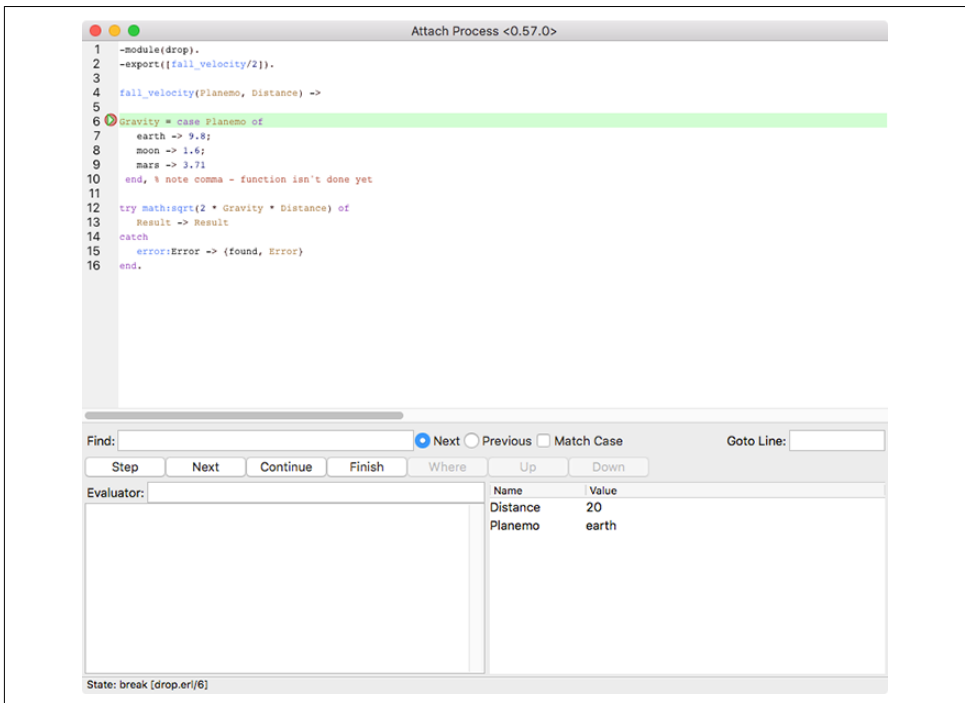 Attach Process <0.57.0>
1 -module(drop).
2 -export([fall_velocity/2]).
3
4 fall_velocity(Planemo, Distance) ->
5
6 Gravity = case Planemo of
7 earth -> 9.8;
8 moon -> 1.6;
9 mars -> 3.71
10 end, % note comma - function isn't done yet
11
12 try math:sqrt(2 * Gravity * Distance) of
13 Result -> Result
14 catch
15 error:Error -> {found, Error}
16 end.
Find: Next Previous Match Case Goto Line:
Step Next Continue Finish Where Up Down
Evaluator:
Name Value
Distance 20
Planemo earth
State: break [drop.erl/6]